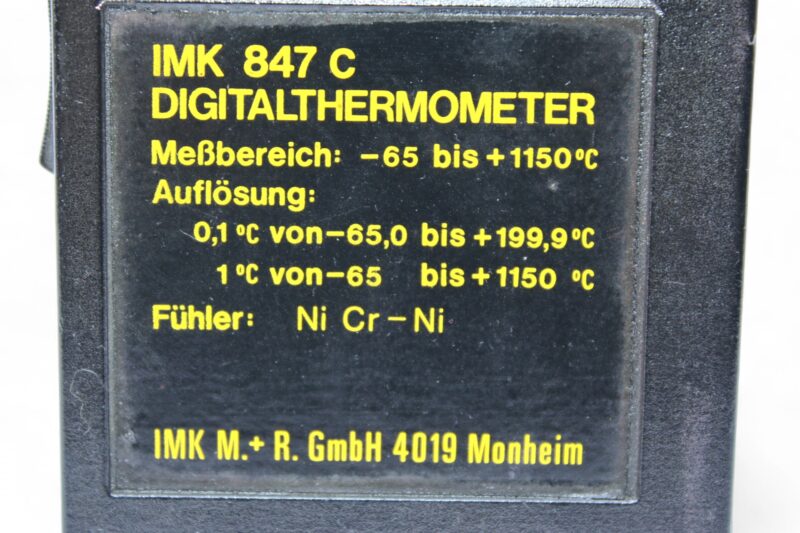 IMK 847 C
DIGITALTHERMOMETER
Meßbereich: -65 bis +1150°C
Auflösung:
0,1°C von -65,0 bis +199,9°C
1°C von -65 bis +1150 °C
Fühler: Ni Cr - Ni
IMK M.+ R. GmbH 4019 Monheim